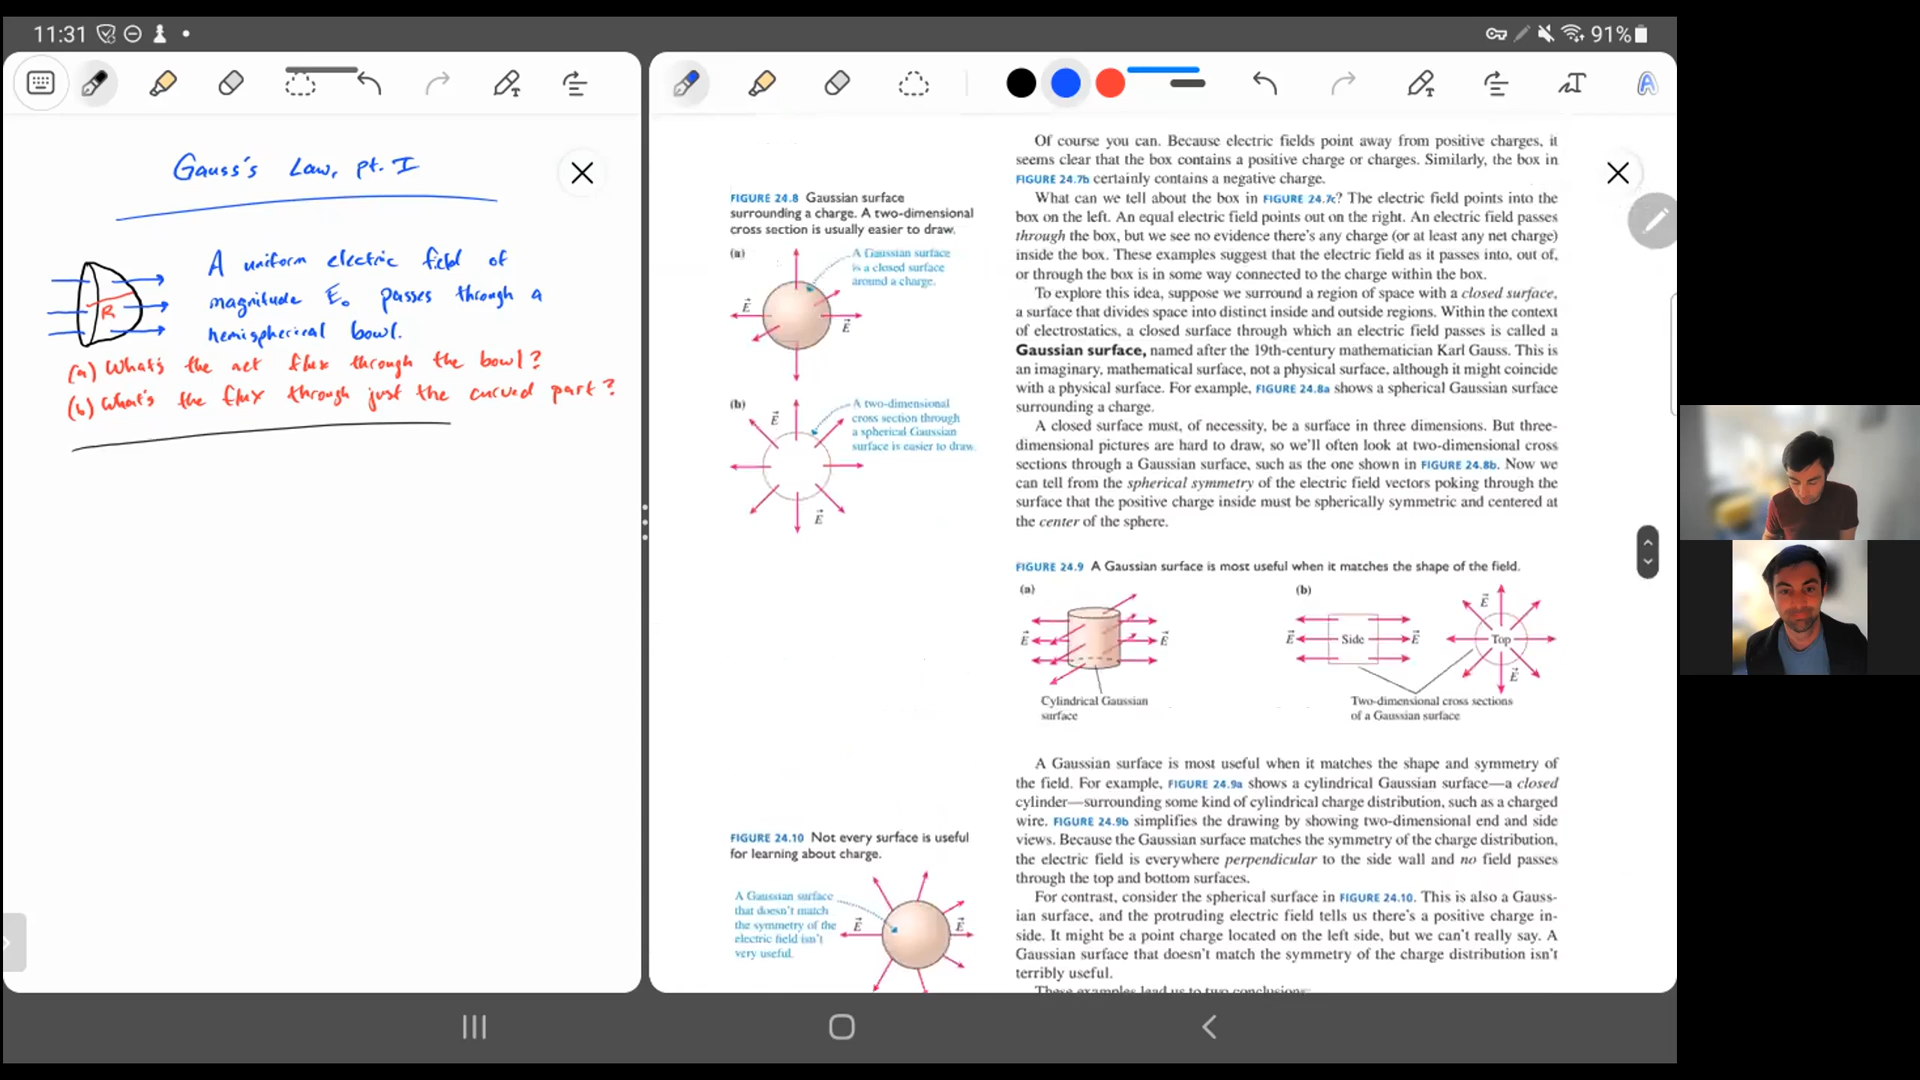 11:31
91%
Gauss's Law, pt. I
A uniform electric field of
magnitude E₀ passes through a
hemispherical bowl.
R
(a) What's the net flux through the bowl?
(b) What's the flux through just the curved part?
FIGURE 24.8 Gaussian surface
surrounding a charge. A two-dimensional
cross section is usually easier to draw.
(a)
A Gaussian surface
is a closed surface
around a charge.
E
E
(b)
A two-dimensional
cross section through
a spherical Gaussian
surface is easier to draw.
E
E
FIGURE 24.10 Not every surface is useful
for learning about charge.
A Gaussian surface
that doesn't match
the symmetry of the
electric field isn't
very useful.
E
E
Of course you can. Because electric fields point away from positive charges, it
seems clear that the box contains a positive charge or charges. Similarly, the box in
FIGURE 24.7b certainly contains a negative charge.
What can we tell about the box in FIGURE 24.7c? The electric field points into the
box on the left. An equal electric field points out on the right. An electric field passes
through the box, but we see no evidence there's any charge (or at least any net charge)
inside the box. These examples suggest that the electric field as it passes into, out of,
or through the box is in some way connected to the charge within the box.
To explore this idea, suppose we surround a region of space with a closed surface,
a surface that divides space into distinct inside and outside regions. Within the context
of electrostatics, a closed surface through which an electric field passes is called a
Gaussian surface, named after the 19th-century mathematician Karl Gauss. This is
an imaginary, mathematical surface, not a physical surface, although it might coincide
with a physical surface. For example, FIGURE 24.8a shows a spherical Gaussian surface
surrounding a charge.
A closed surface must, of necessity, be a surface in three dimensions. But three-
dimensional pictures are hard to draw, so we'll often look at two-dimensional cross
sections through a Gaussian surface, such as the one shown in FIGURE 24.8b. Now we
can tell from the spherical symmetry of the electric field vectors poking through the
surface that the positive charge inside must be spherically symmetric and centered at
the center of the sphere.
FIGURE 24.9 A Gaussian surface is most useful when it matches the shape of the field.
(a)
(b)
E
E
Cylindrical Gaussian
surface
E
Side
E
E
Top
E
Two-dimensional cross sections
of a Gaussian surface
A Gaussian surface is most useful when it matches the shape and symmetry of
the field. For example, FIGURE 24.9a shows a cylindrical Gaussian surface—a closed
cylinder—surrounding some kind of cylindrical charge distribution, such as a charged
wire. FIGURE 24.9b simplifies the drawing by showing two-dimensional end and side
views. Because the Gaussian surface matches the symmetry of the charge distribution,
the electric field is everywhere perpendicular to the side wall and no field passes
through the top and bottom surfaces.
For contrast, consider the spherical surface in FIGURE 24.10. This is also a Gauss-
ian surface, and the protruding electric field tells us there's a positive charge in-
side. It might be a point charge located on the left side, but we can't really say. A
Gaussian surface that doesn't match the symmetry of the charge distribution isn't
terribly useful.
These examples lead us to two conclusions: